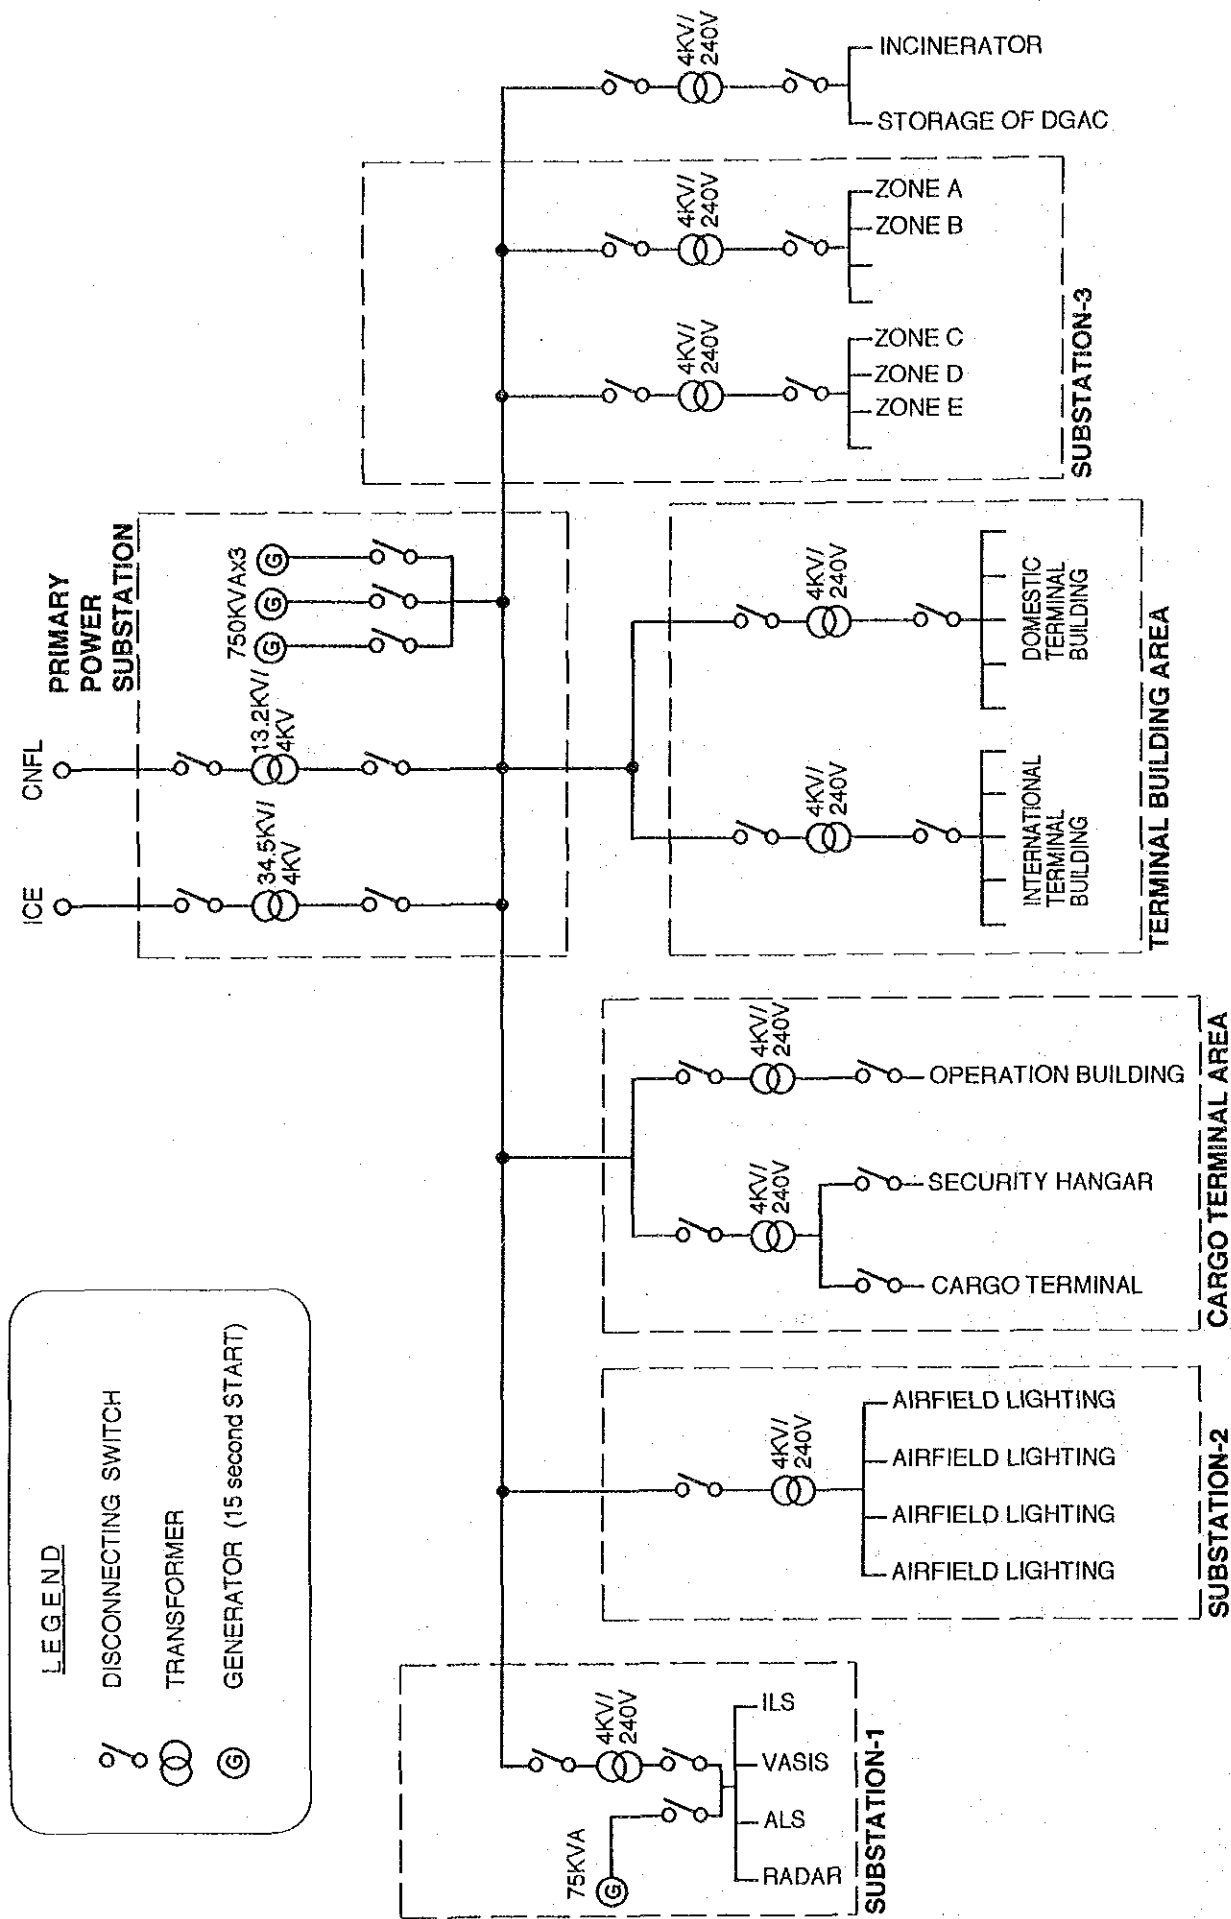 LEGEND
DISCONNECTING SWITCH
TRANSFORMER
G
GENERATOR (15 second START)
ICE
CNFL
PRIMARY
POWER
SUBSTATION
34.5KV/
4KV
13.2KV/
4KV
750KVAx3
G
G
G
75KVA
G
4KV/
240V
ILS
VASIS
ALS
RADAR
SUBSTATION-1
4KV/
240V
AIRFIELD LIGHTING
AIRFIELD LIGHTING
AIRFIELD LIGHTING
AIRFIELD LIGHTING
SUBSTATION-2
4KV/
240V
4KV/
240V
OPERATION BUILDING
SECURITY HANGAR
CARGO TERMINAL
CARGO TERMINAL AREA
4KV/
240V
INTERNATIONAL
TERMINAL
BUILDING
4KV/
240V
DOMESTIC
TERMINAL
BUILDING
TERMINAL BUILDING AREA
4KV/
240V
ZONE C
ZONE D
ZONE E
4KV/
240V
ZONE A
ZONE B
SUBSTATION-3
4KV/
240V
INCINERATOR
STORAGE OF DGAC